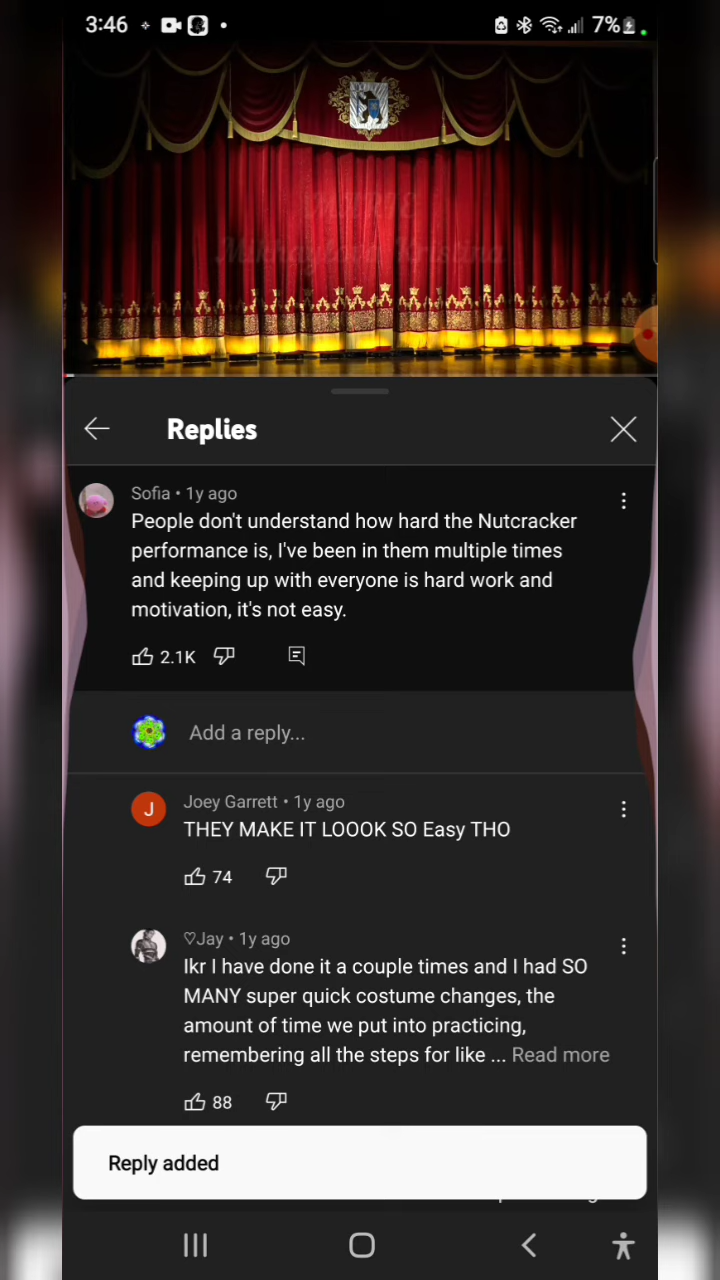 3:46
7%
Mikhaylova Kristina
Replies
Sofia • 1y ago
People don't understand how hard the Nutcracker
performance is, I've been in them multiple times
and keeping up with everyone is hard work and
motivation, it's not easy.
2.1K
Add a reply...
J
Joey Garrett • 1y ago
THEY MAKE IT LOOOK SO Easy THO
74
♡Jay • 1y ago
Ikr I have done it a couple times and I had SO
MANY super quick costume changes, the
amount of time we put into practicing,
remembering all the steps for like ... Read more
88
Reply added